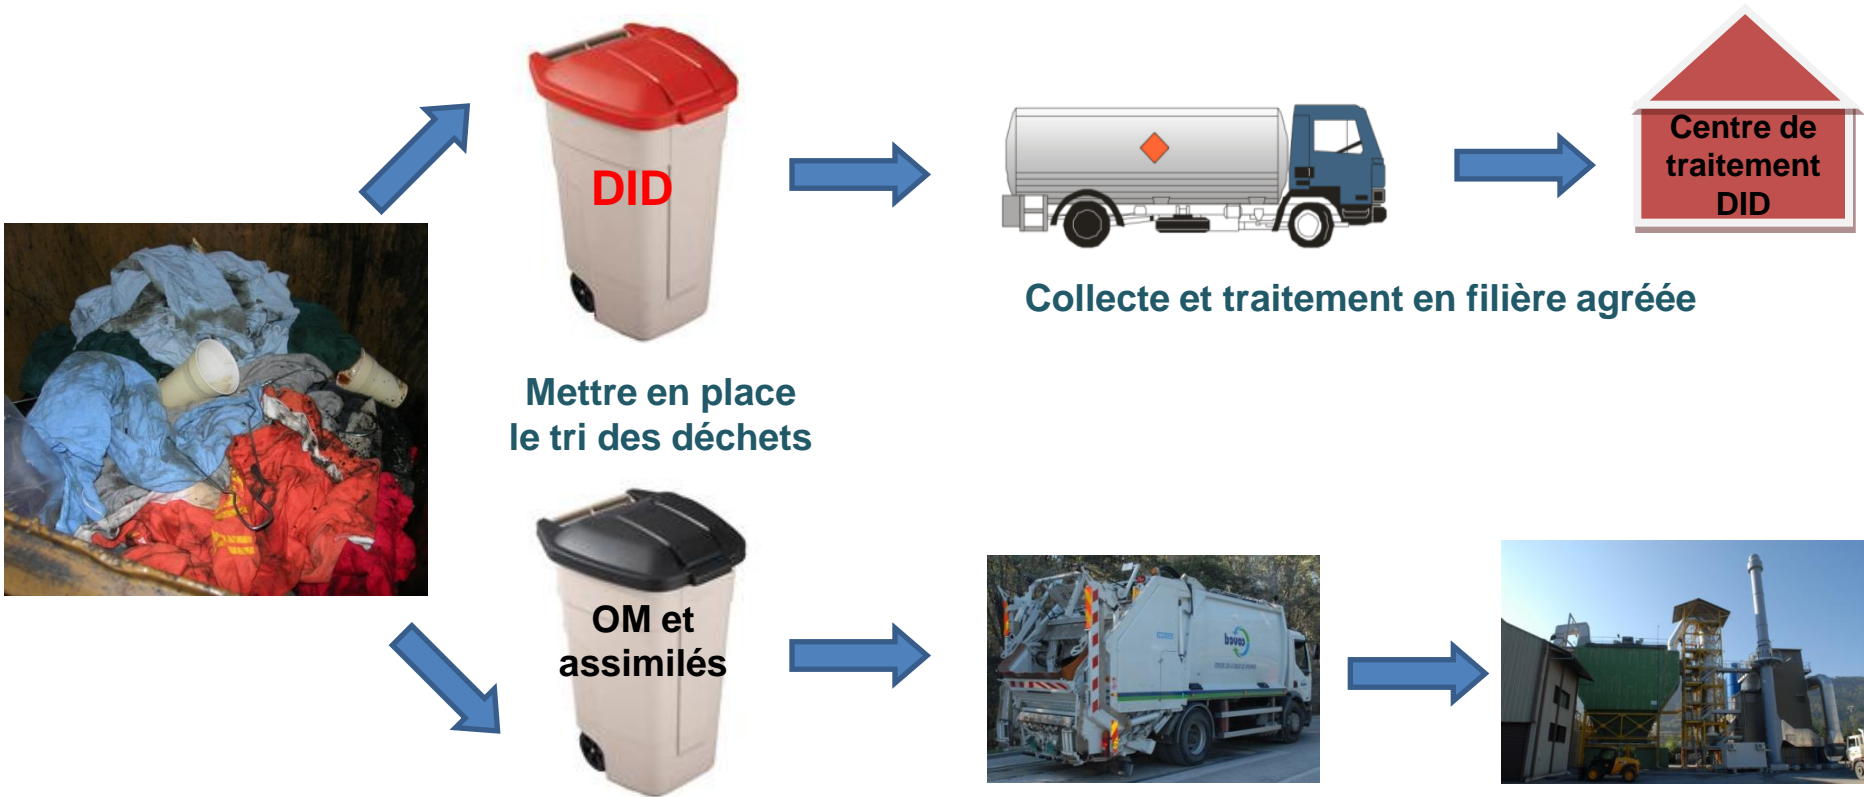 DID
Centre de
traitement
DID
Collecte et traitement en filière agréée
Mettre en place
le tri des déchets
OM et
assimilés
coved